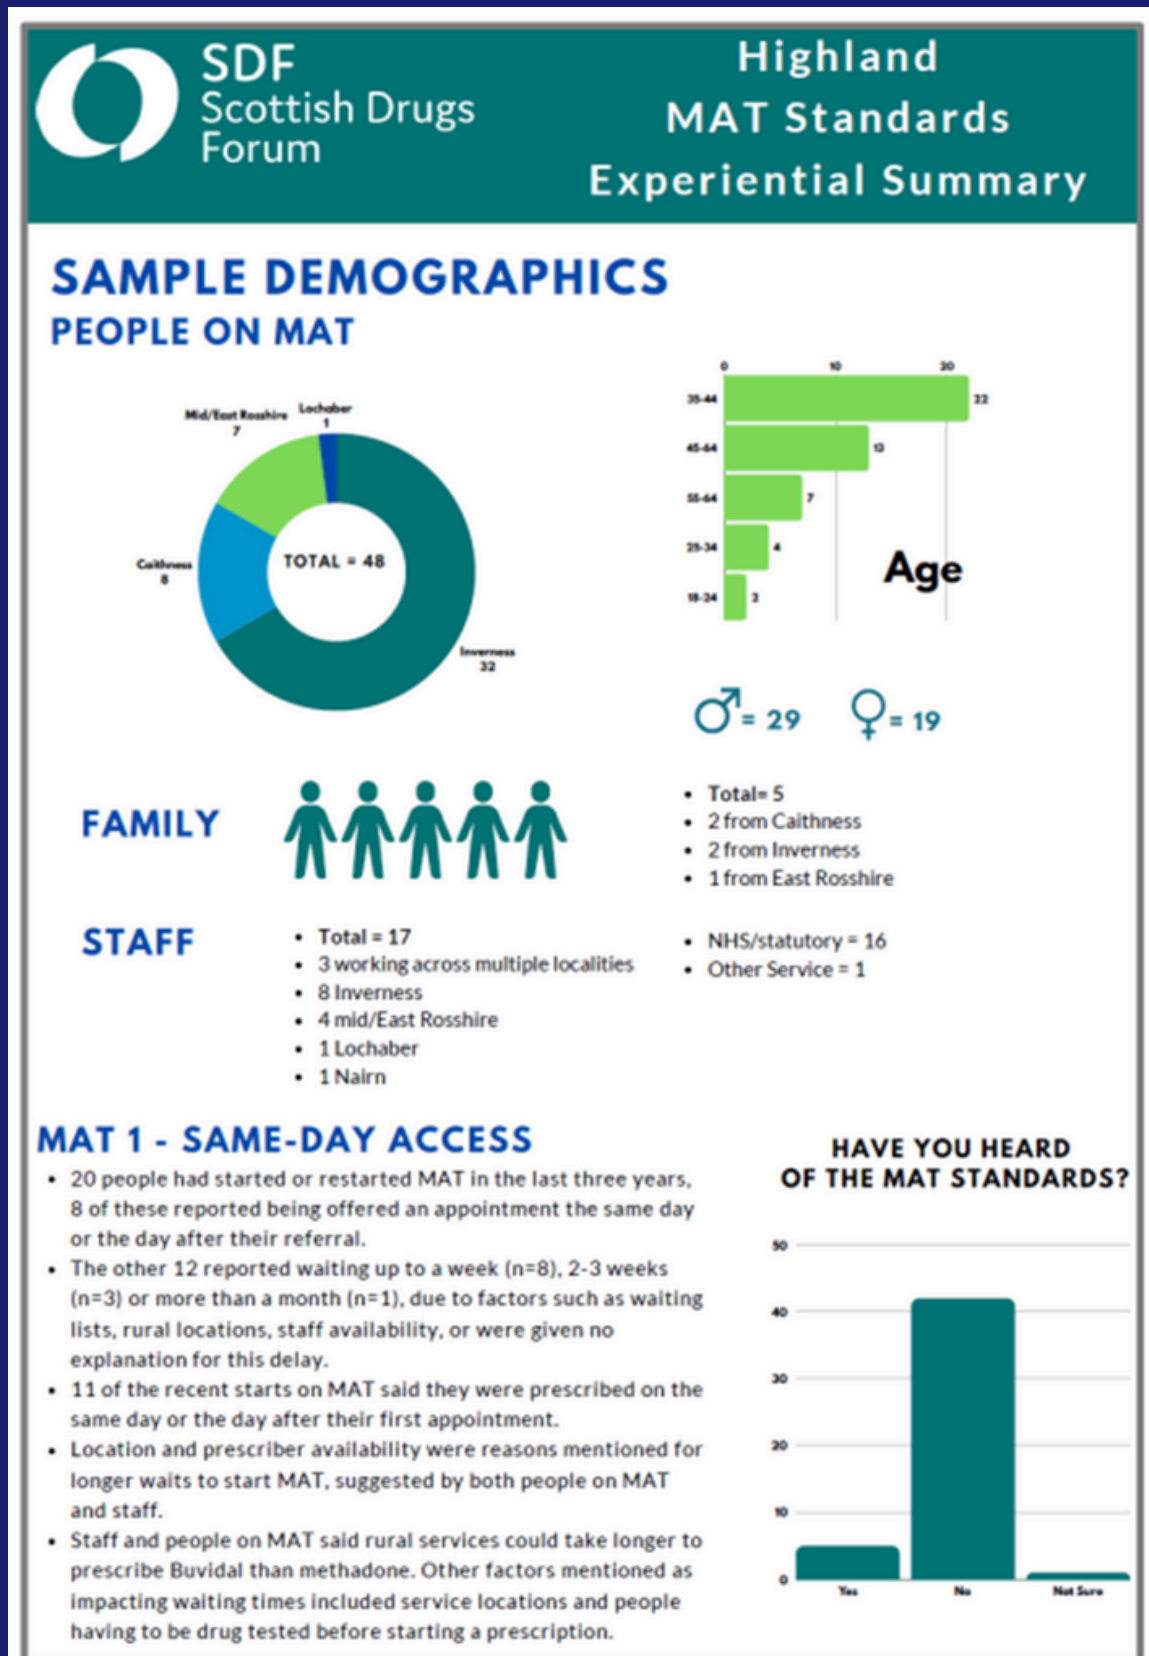 SDF
Scottish Drugs
Forum
Highland
MAT Standards
Experiential Summary
SAMPLE DEMOGRAPHICS
PEOPLE ON MAT
Mid/East Rosshire
7
Lochaber
1
Caithness
8
TOTAL = 48
Inverness
32
0 10 20
35-44 22
45-64 13
55-64 7
25-34 4
18-24 2
Age
= 29 = 19
FAMILY
• Total= 5
• 2 from Caithness
• 2 from Inverness
• 1 from East Rosshire
STAFF
• Total = 17
• 3 working across multiple localities
• 8 Inverness
• 4 mid/East Rosshire
• 1 Lochaber
• 1 Nairn
• NHS/statutory = 16
• Other Service = 1
MAT 1 - SAME-DAY ACCESS
• 20 people had started or restarted MAT in the last three years,
8 of these reported being offered an appointment the same day
or the day after their referral.
• The other 12 reported waiting up to a week (n=8), 2-3 weeks
(n=3) or more than a month (n=1), due to factors such as waiting
lists, rural locations, staff availability, or were given no
explanation for this delay.
• 11 of the recent starts on MAT said they were prescribed on the
same day or the day after their first appointment.
• Location and prescriber availability were reasons mentioned for
longer waits to start MAT, suggested by both people on MAT
and staff.
• Staff and people on MAT said rural services could take longer to
prescribe Buvidal than methadone. Other factors mentioned as
impacting waiting times included service locations and people
having to be drug tested before starting a prescription.
HAVE YOU HEARD
OF THE MAT STANDARDS?
50
40
30
20
10
0
Yes No Not Sure